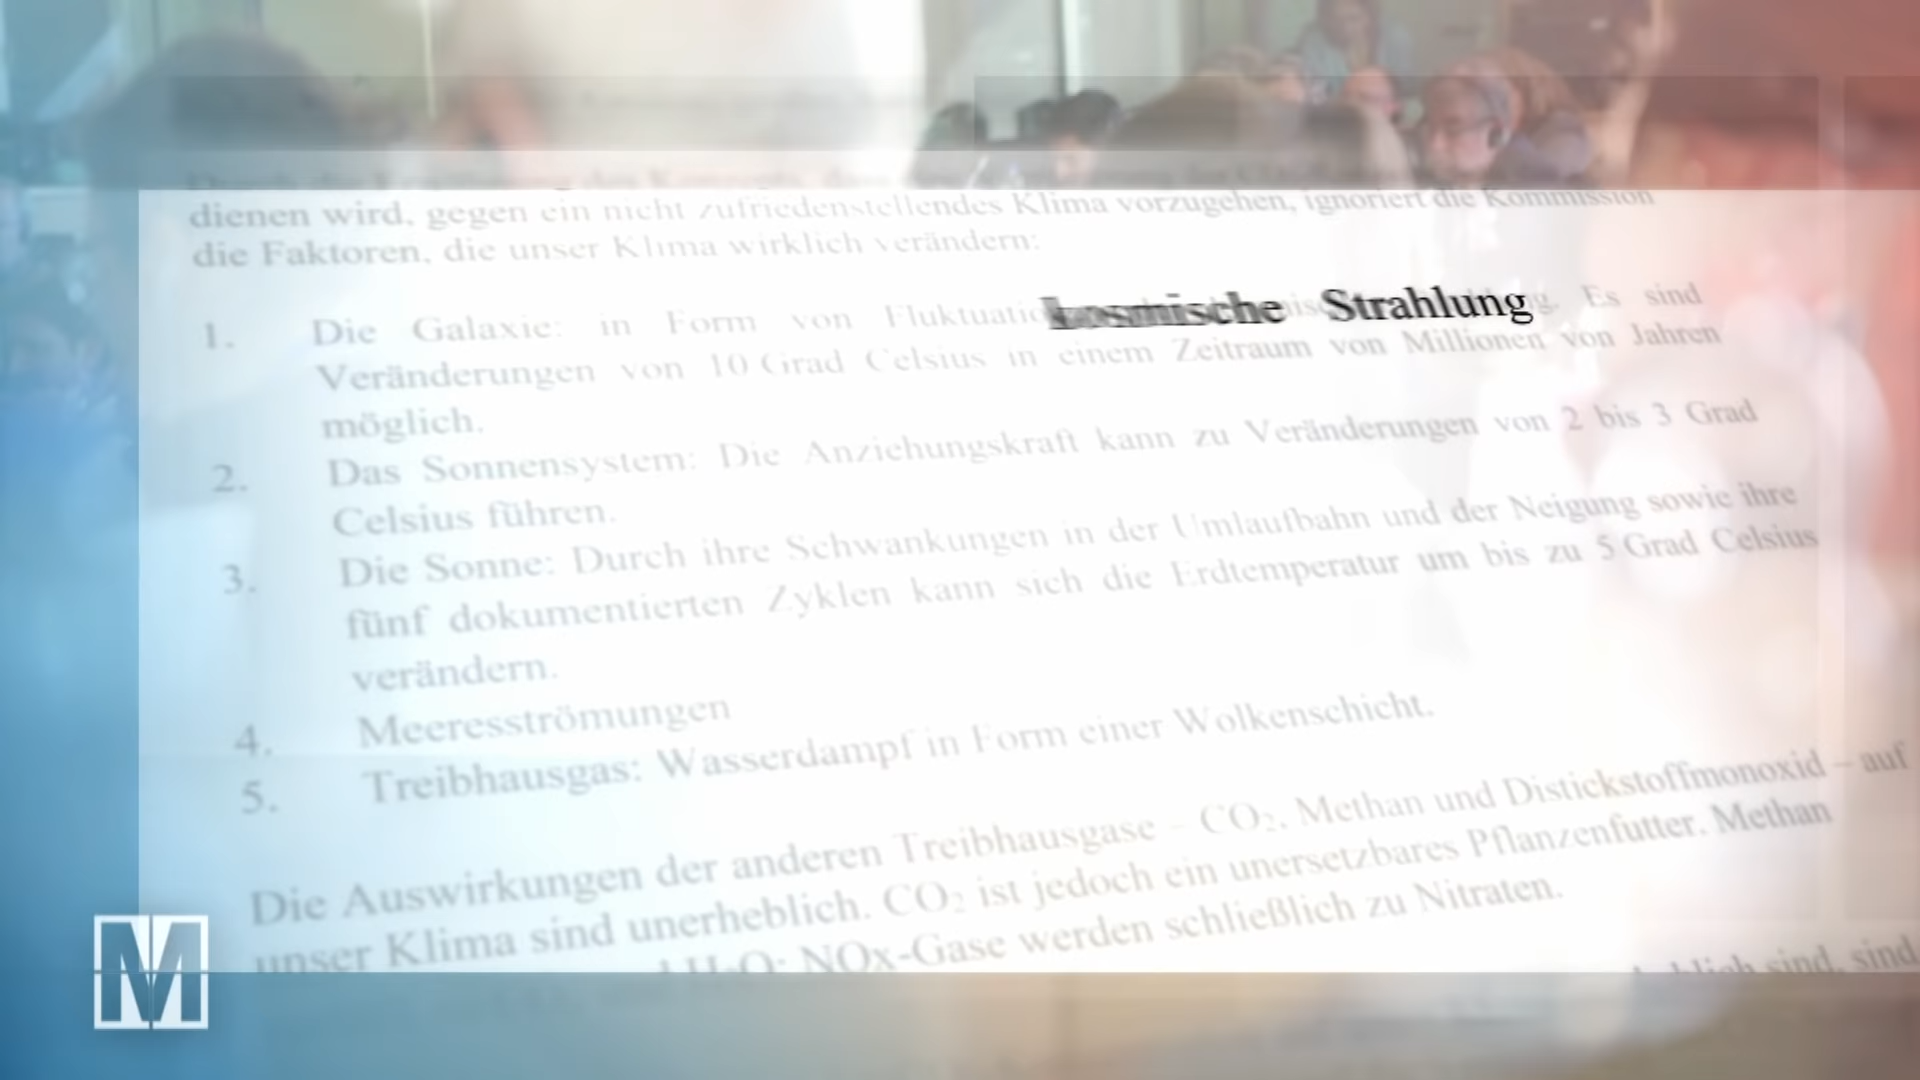 dienen wird, gegen ein nicht zufriedenstellendes Klima vorzugehen, ignoriert die Kommission
die Faktoren, die unser Klima wirklich verändern:
1. Die Galaxie: in Form von kosmische Strahlung Es sind
Veränderungen von 10 Grad Celsius in einem Zeitraum von Millionen von Jahren
möglich.
2. Das Sonnensystem: Die Anziehungskraft kann zu Veränderungen von 2 bis 3 Grad
Celsius führen.
3. Die Sonne: Durch ihre Schwankungen in der Umlaufbahn und der Neigung sowie ihre
fünf dokumentierten Zyklen kann sich die Erdtemperatur um bis zu 5 Grad Celsius
verändern.
4. Meeresströmungen
5. Treibhausgas: Wasserdampf in Form einer Wolkenschicht.
Die Auswirkungen der anderen Treibhausgase – CO₂, Methan und Distickstoffmonoxid – auf
unser Klima sind unerheblich. CO₂ ist jedoch ein unersetzbares Pflanzenfutter. Methan
H₂O; NOx-Gase werden schließlich zu Nitraten.
sind, sind
M